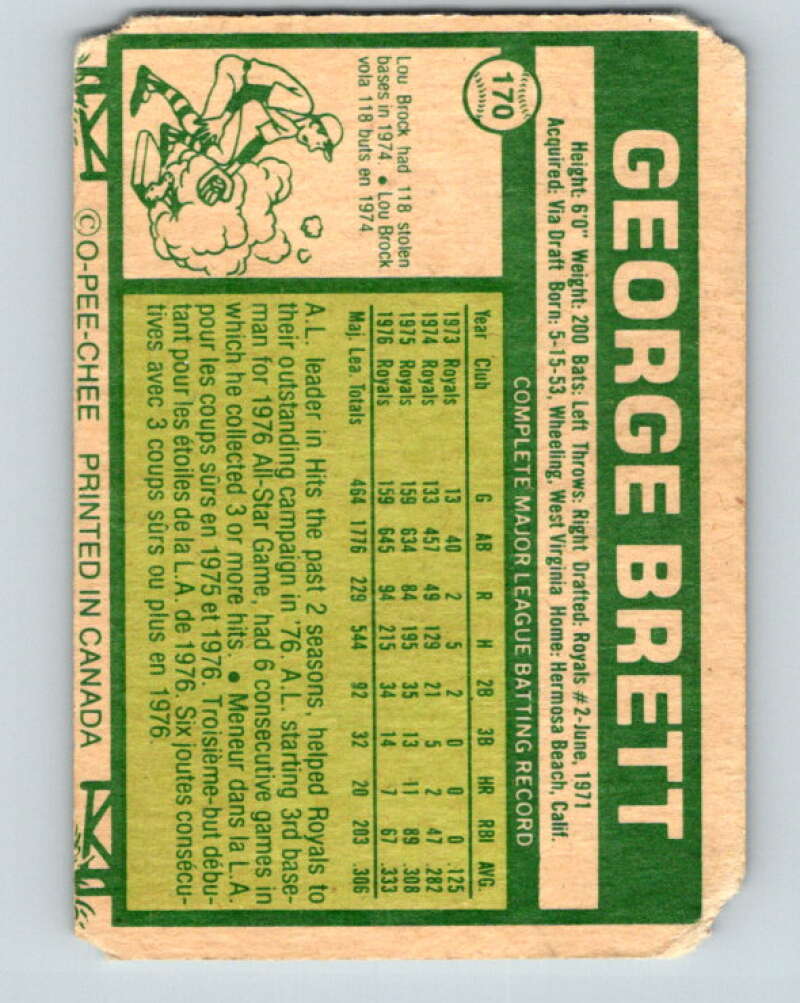 170
GEORGE BRETT
Height: 6'0" Weight: 200 Bats: Left Throws: Right Drafted: Royals #2-June, 1971
Acquired: Via Draft Born: 5-15-53, Wheeling, West Virginia Home: Hermosa Beach, Calif.
COMPLETE MAJOR LEAGUE BATTING RECORD
Year Club G AB R H 2B 3B HR RBI AVG.
1973 Royals 13 40 2 5 2 0 0 0 .125
1974 Royals 133 457 49 129 21 5 2 47 .282
1975 Royals 159 634 84 195 35 13 11 89 .308
1976 Royals 159 645 94 215 34 14 7 67 .333
Maj. Lea. Totals 464 1776 229 544 92 32 20 203 .306
A.L. leader in Hits the past 2 seasons, helped Royals to
their outstanding campaign in '76. A.L. starting 3rd base-
man for 1976 All-Star Game, had 6 consecutive games in
which he collected 3 or more hits. • Meneur dans la L.A.
pour les coups sûrs en 1975 et 1976. Troisième-but débu-
tant pour les étoiles de la L.A. de 1976. Six joutes consécu-
tives avec 3 coups sûrs ou plus en 1976.
Lou Brock had 118 stolen
bases in 1974. • Lou Brock
vola 118 buts en 1974.
© O-PEE-CHEE PRINTED IN CANADA